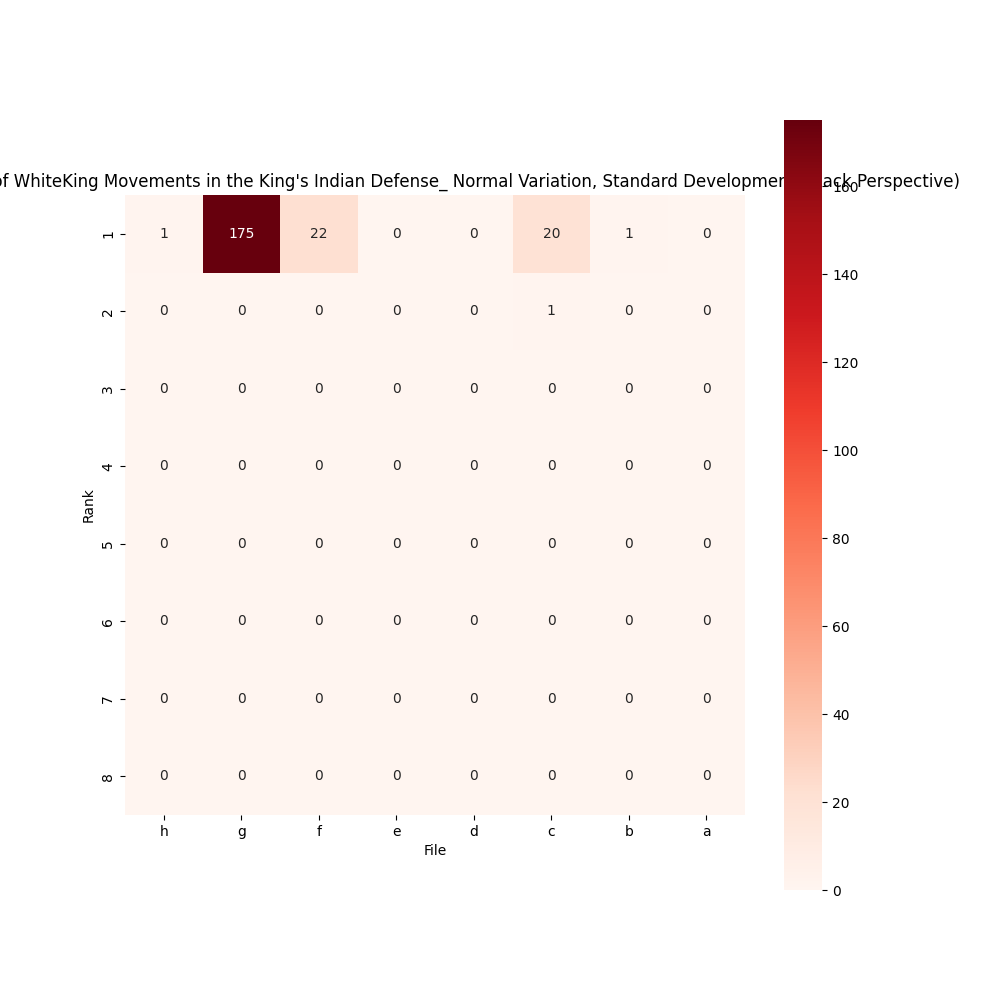 of WhiteKing Movements in the King's Indian Defense_ Normal Variation, Standard Development Perspective)
160
1 1 175 22 0 0 20 1 0
140
2 0 0 0 0 0 1 0 0
120
3 0 0 0 0 0 0 0 0
100
4 0 0 0 0 0 0 0 0
Rank
80
5 0 0 0 0 0 0 0 0
60
6 0 0 0 0 0 0 0 0
40
7 0 0 0 0 0 0 0 0
20
8 0 0 0 0 0 0 0 0
h g f e d c b a
File
0